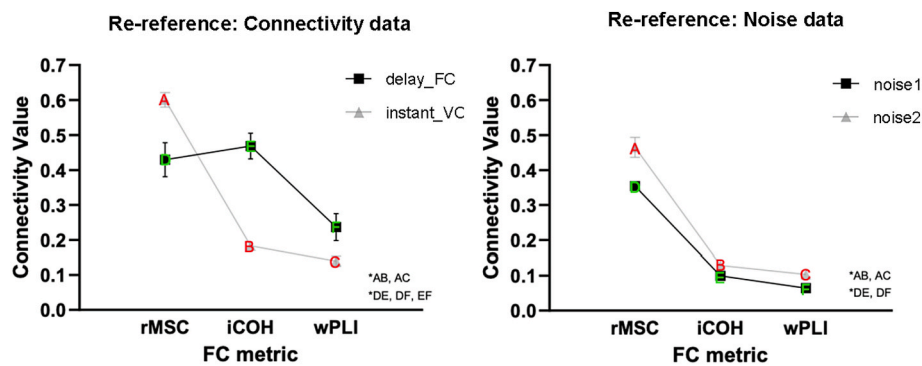 Re-reference: Connectivity data
0.7
0.6
0.5
0.4
0.3
0.2
0.1
0.0
Connectivity Value
A
B
C
delay_FC
instant_VC
*AB, AC
*DE, DF, EF
rMSC iCOH wPLI
FC metric
Re-reference: Noise data
0.7
0.6
0.5
0.4
0.3
0.2
0.1
0.0
Connectivity Value
A
B
C
noise1
noise2
*AB, AC
*DE, DF
rMSC iCOH wPLI
FC metric